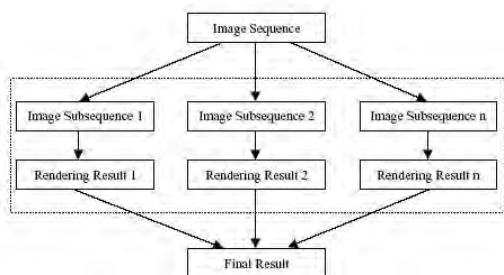 Image Sequence
Image Subsequence 1
Image Subsequence 2
Image Subsequence n
Rendering Result 1
Rendering Result 2
Rendering Result n
Final Result